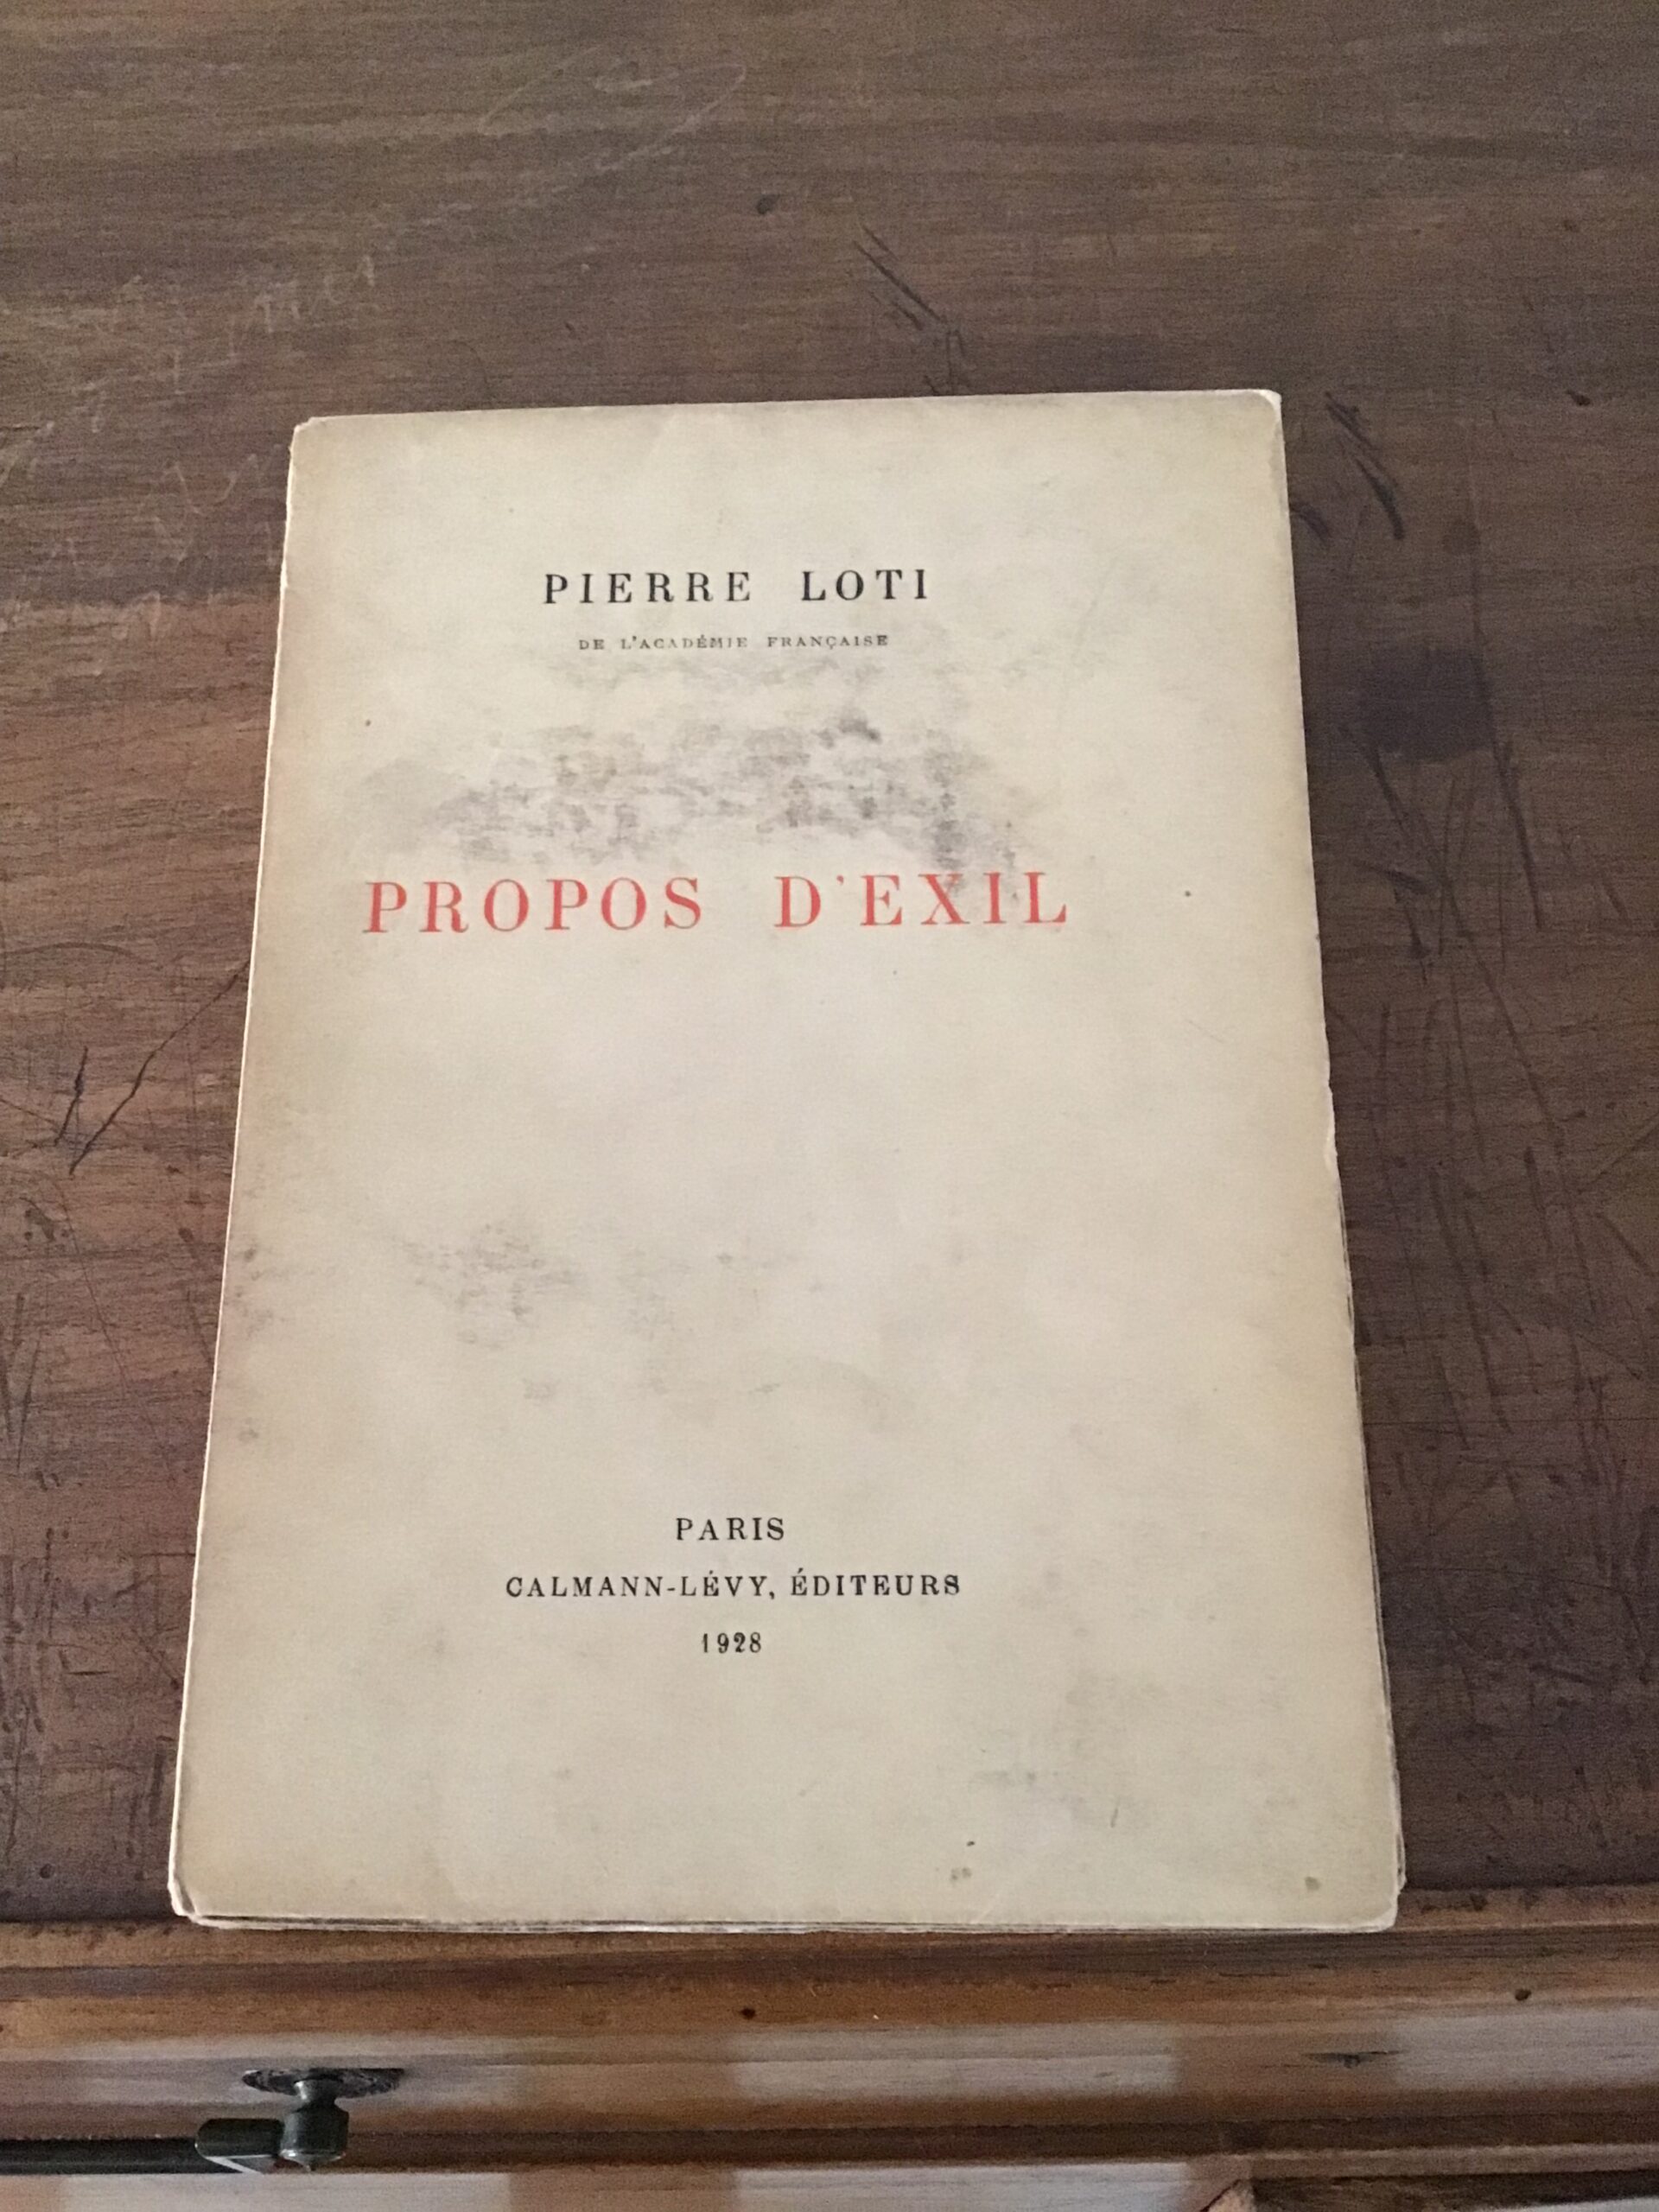 PIERRE LOTI
DE L'ACADÉMIE FRANÇAISE
PROPOS D'EXIL
PARIS
CALMANN-LÉVY, ÉDITEURS
1928